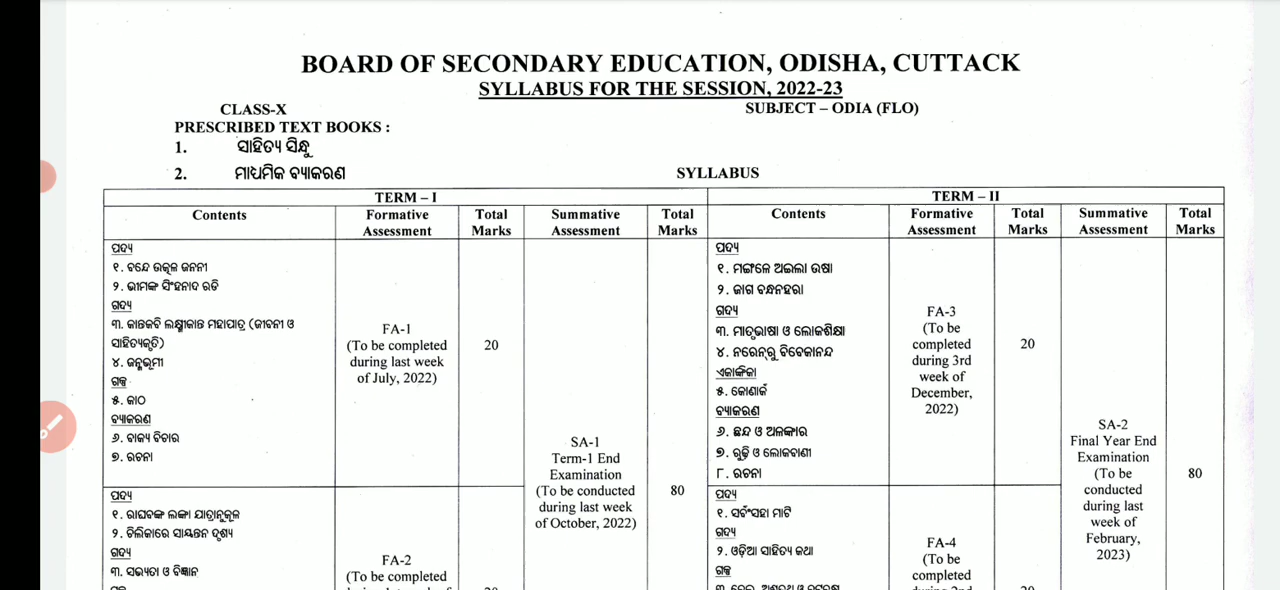 BOARD OF SECONDARY EDUCATION, ODISHA, CUTTACK
SYLLABUS FOR THE SESSION, 2022-23
CLASS-X
SUBJECT – ODIA (FLO)
PRESCRIBED TEXT BOOKS :
1. ସାହିତ୍ୟ ସିନ୍ଧୁ
2. ମାଧ୍ୟମିକ ବ୍ୟାକରଣ
SYLLABUS
TERM – I
Contents
Formative Assessment
Total Marks
Summative Assessment
Total Marks
ପଦ୍ୟ
୧. ବନ୍ଦେ ଉତ୍କଳ ଜନନୀ
୨. ଭୀମଙ୍କ ସିଂହନାଦ ରଡି
ଗଦ୍ୟ
୩. କାନ୍ତକବି ଲକ୍ଷ୍ମୀକାନ୍ତ ମହାପାତ୍ର (ଜୀବନୀ ଓ
ସାହିତ୍ୟକୃତି)
୪. ଜନ୍ମଭୂମୀ
ଗଳ୍ପ
୫. କାଠ
ବ୍ୟାକରଣ
୬. ବାକ୍ୟ ବିଚାର
୭. ରଚନା
FA-1
(To be completed
during last week
of July, 2022)
20
ପଦ୍ୟ
୧. ରାଘବଙ୍କ ଲଙ୍କା ଯାତ୍ରାନୁକୂଳ
୨. ଚିଲିକାରେ ସାୟନ୍ତନ ଦୃଶ୍ୟ
ଗଦ୍ୟ
୩. ସଭ୍ୟତା ଓ ବିଜ୍ଞାନ
FA-2
(To be completed
SA-1
Term-1 End
Examination
(To be conducted
during last week
of October, 2022)
80
TERM – II
Contents
Formative Assessment
Total Marks
Summative Assessment
Total Marks
ପଦ୍ୟ
୧. ମଙ୍ଗଳେ ଅଇଲା ଉଷା
୨. ଜାଗ ବନ୍ଧନହରା
ଗଦ୍ୟ
୩. ମାତୃଭାଷା ଓ ଲୋକଶିକ୍ଷା
୪. ନରେନ୍‌ରୁ ବିବେକାନନ୍ଦ
ଏକାଙ୍କିକା
୫. କୋଣାର୍କ
ବ୍ୟାକରଣ
୬. ଛନ୍ଦ ଓ ଅଳଙ୍କାର
୭. ରୁଢ଼ି ଓ ଲୋକବାଣୀ
୮. ରଚନା
FA-3
(To be
completed
during 3rd
week of
December,
2022)
20
ପଦ୍ୟ
୧. ସର୍ବଂସହା ମାଟି
ଗଦ୍ୟ
୨. ଓଡ଼ିଆ ସାହିତ୍ୟ କଥା
ଗଳ୍ପ
FA-4
(To be
completed
SA-2
Final Year End
Examination
(To be
conducted
during last
week of
February,
2023)
80